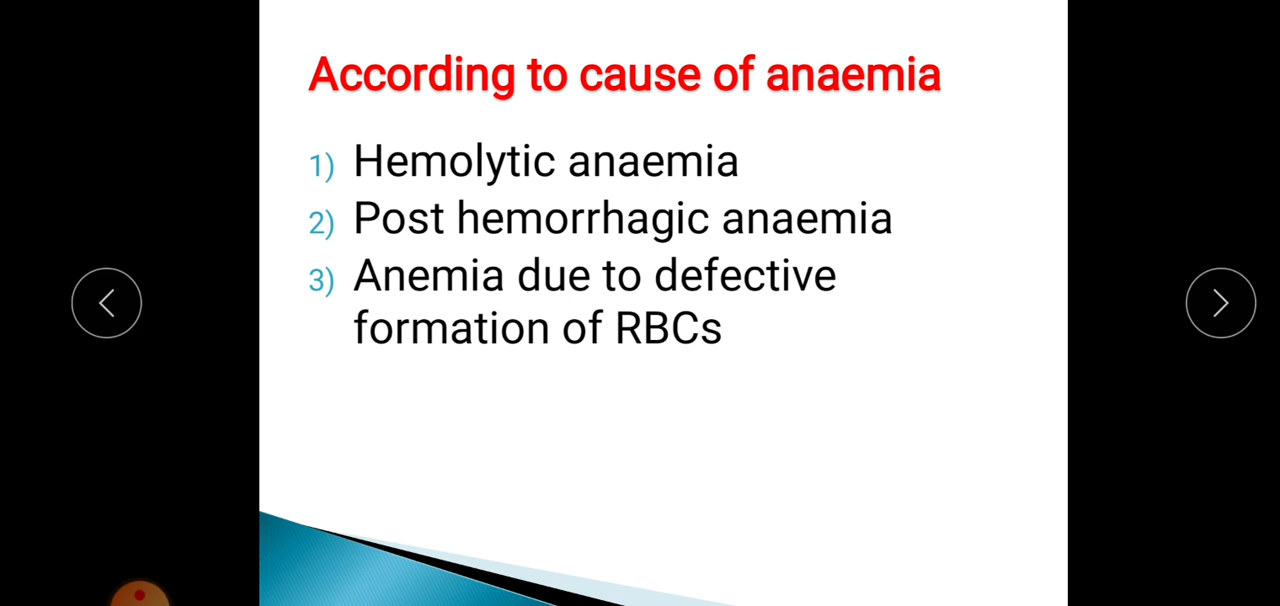 According to cause of anaemia
1) Hemolytic anaemia
2) Post hemorrhagic anaemia
3) Anemia due to defective
formation of RBCs